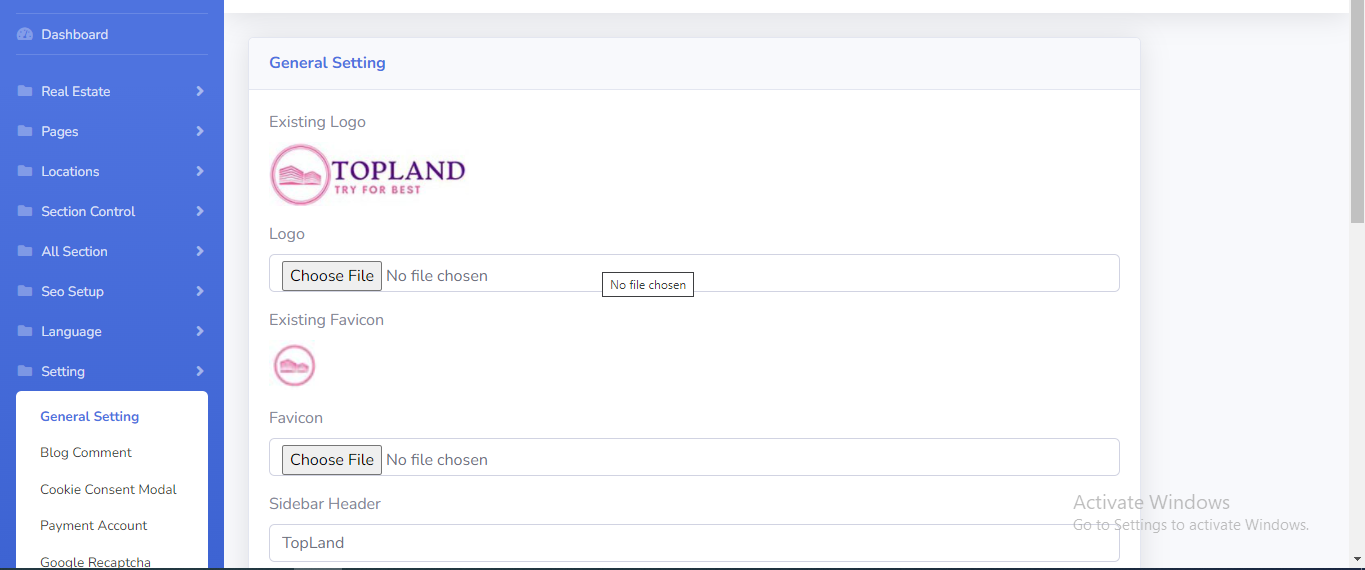 Dashboard
Real Estate
Pages
Locations
Section Control
All Section
Seo Setup
Language
Setting
General Setting
Blog Comment
Cookie Consent Modal
Payment Account
Google Recaptcha
General Setting
Existing Logo
TOPLAND
TRY FOR BEST
Logo
Choose File No file chosen
No file chosen
Existing Favicon
Favicon
Choose File No file chosen
Sidebar Header
TopLand
Activate Windows
Go to Settings to activate Windows.